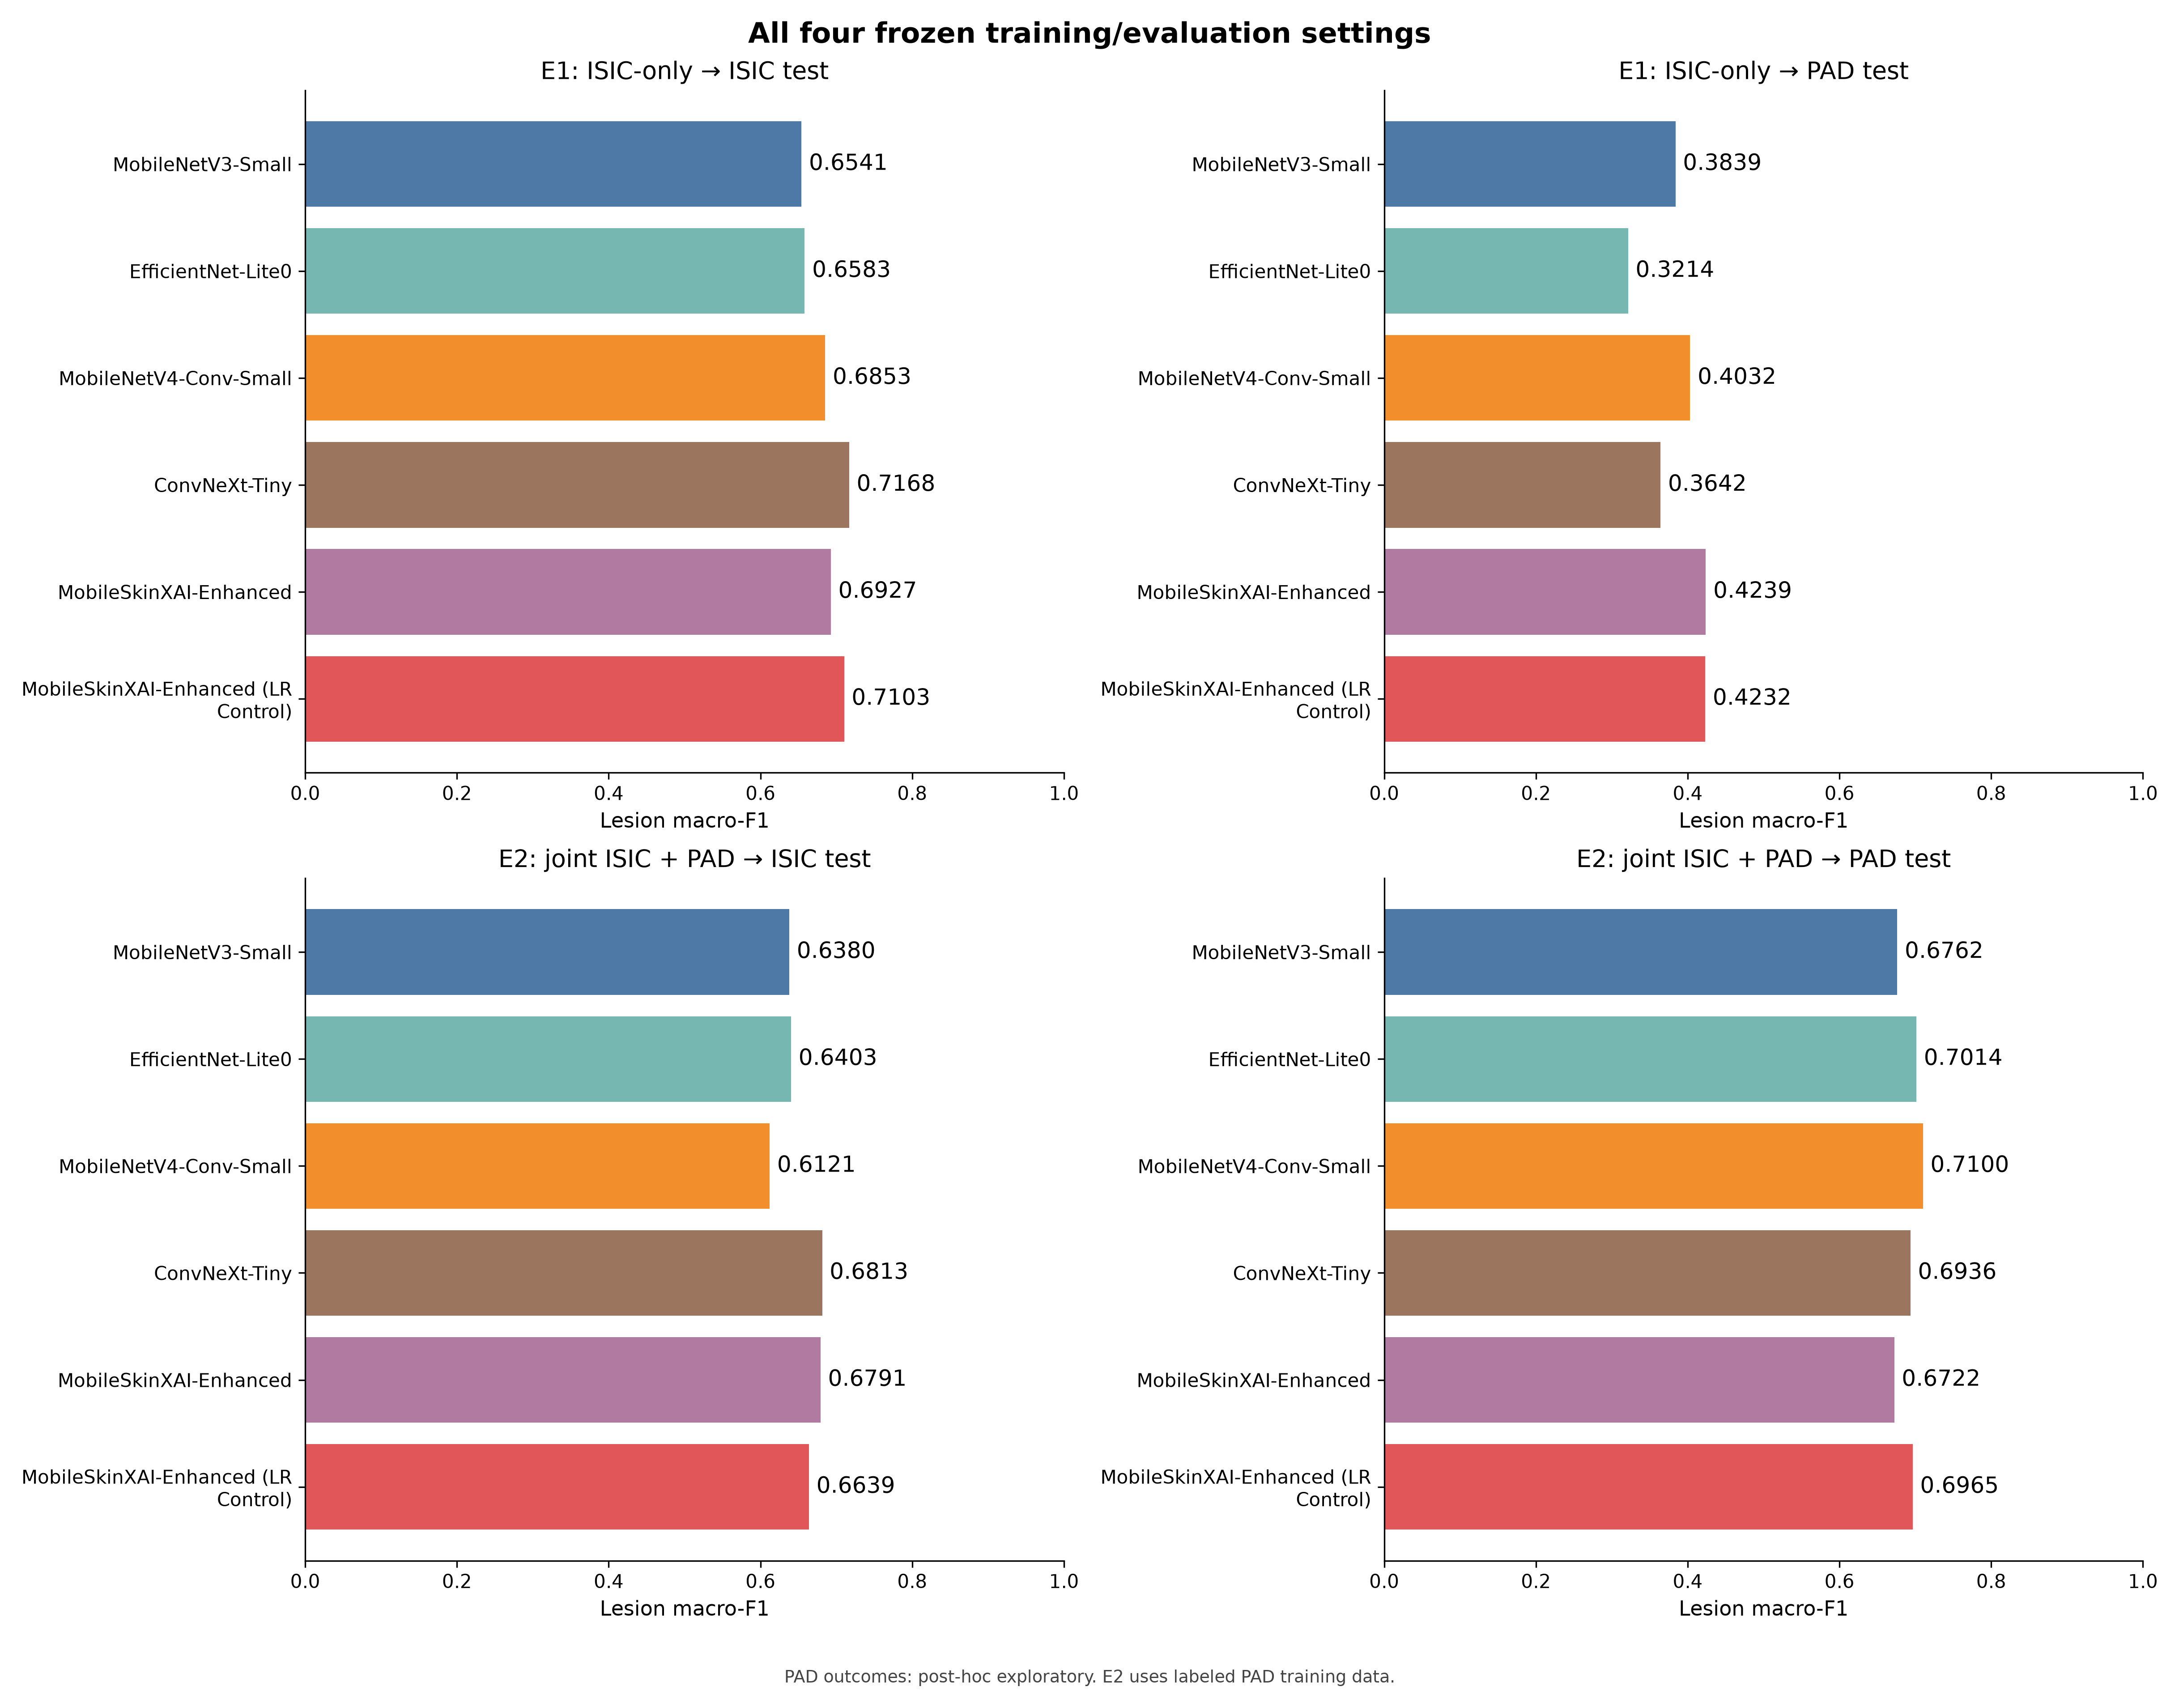 All four frozen training/evaluation settings
E1: ISIC-only → ISIC test
MobileNetV3-Small
0.6541
EfficientNet-Lite0
0.6583
MobileNetV4-Conv-Small
0.6853
ConvNeXt-Tiny
0.7168
MobileSkinXAI-Enhanced
0.6927
MobileSkinXAI-Enhanced (LR
Control)
0.7103
0.0 0.2 0.4 0.6 0.8 1.0
Lesion macro-F1
E1: ISIC-only → PAD test
MobileNetV3-Small
0.3839
EfficientNet-Lite0
0.3214
MobileNetV4-Conv-Small
0.4032
ConvNeXt-Tiny
0.3642
MobileSkinXAI-Enhanced
0.4239
MobileSkinXAI-Enhanced (LR
Control)
0.4232
0.0 0.2 0.4 0.6 0.8 1.0
Lesion macro-F1
E2: joint ISIC + PAD → ISIC test
MobileNetV3-Small
0.6380
EfficientNet-Lite0
0.6403
MobileNetV4-Conv-Small
0.6121
ConvNeXt-Tiny
0.6813
MobileSkinXAI-Enhanced
0.6791
MobileSkinXAI-Enhanced (LR
Control)
0.6639
0.0 0.2 0.4 0.6 0.8 1.0
Lesion macro-F1
E2: joint ISIC + PAD → PAD test
MobileNetV3-Small
0.6762
EfficientNet-Lite0
0.7014
MobileNetV4-Conv-Small
0.7100
ConvNeXt-Tiny
0.6936
MobileSkinXAI-Enhanced
0.6722
MobileSkinXAI-Enhanced (LR
Control)
0.6965
0.0 0.2 0.4 0.6 0.8 1.0
Lesion macro-F1
PAD outcomes: post-hoc exploratory. E2 uses labeled PAD training data.